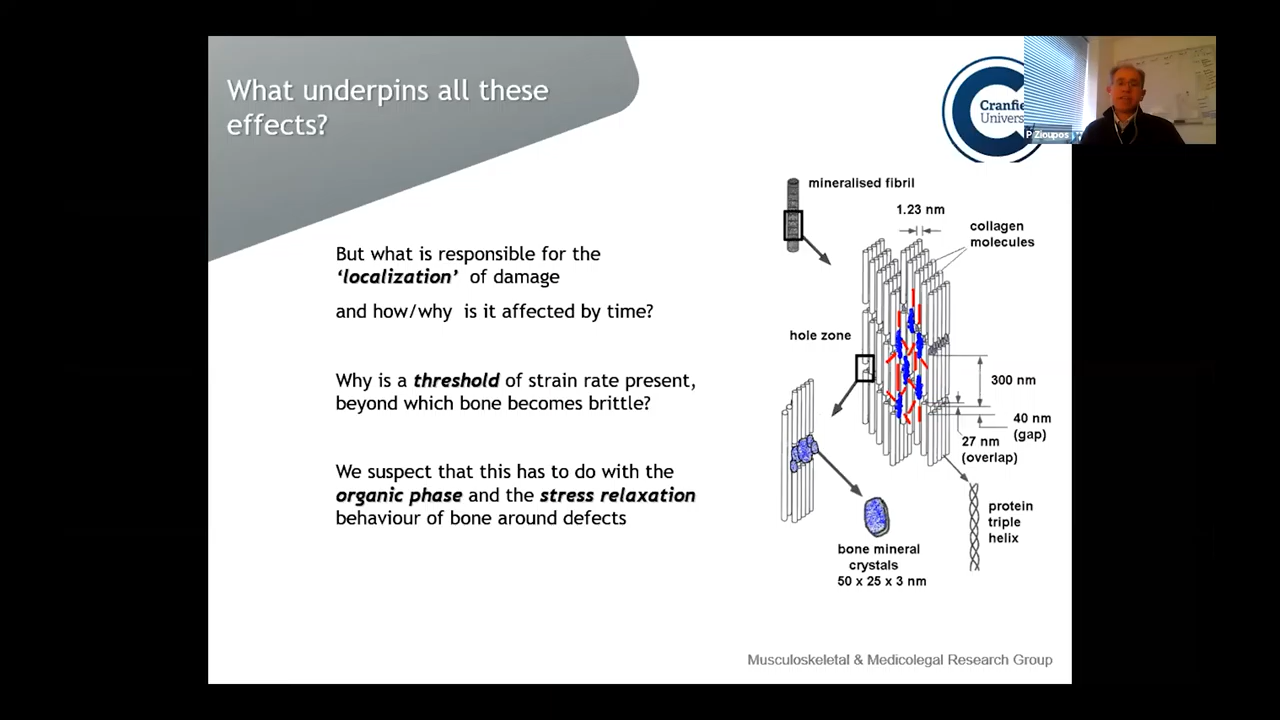 What underpins all these
effects?
Cranfie
Univers
P Zioupos
But what is responsible for the
‘localization’ of damage
and how/why is it affected by time?
Why is a threshold of strain rate present,
beyond which bone becomes brittle?
We suspect that this has to do with the
organic phase and the stress relaxation
behaviour of bone around defects
mineralised fibril
1.23 nm
collagen
molecules
hole zone
300 nm
40 nm
(gap)
27 nm
(overlap)
protein
triple
helix
bone mineral
crystals
50 x 25 x 3 nm
Musculoskeletal & Medicolegal Research Group